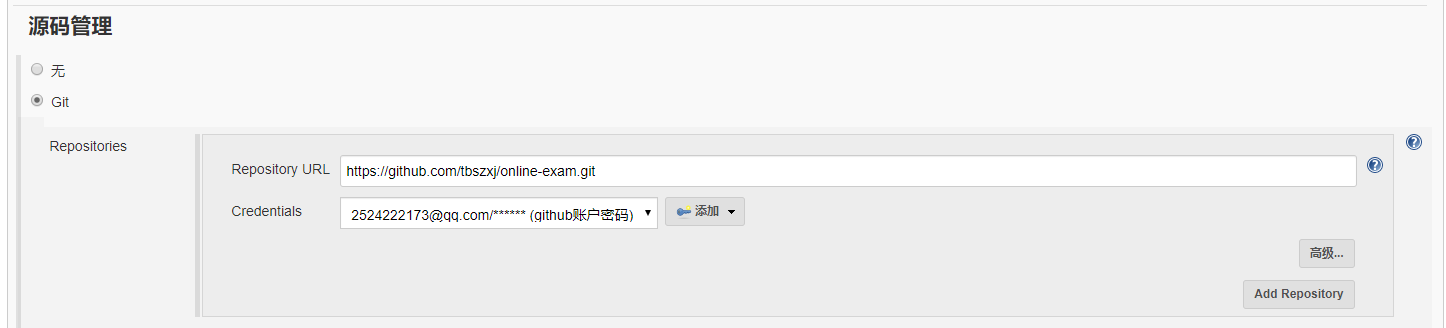 源码管理
无
Git
Repositories
Repository URL
https://github.com/tbszxj/online-exam.git
Credentials
2524222173@qq.com/****** (github账户密码)
添加
高级...
Add Repository